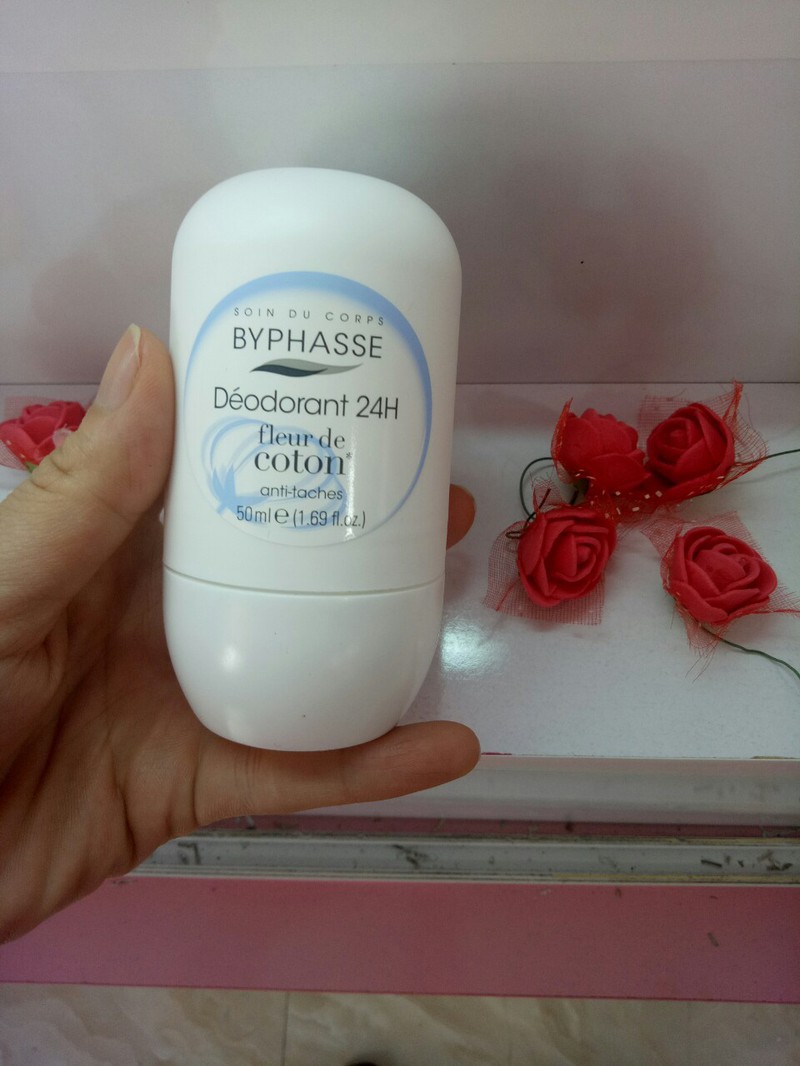 SOIN DU CORPS
BYPHASSE
Déodorant 24H
fleur de
coton*
anti-taches
50ml e (1.69 fl.oz.)